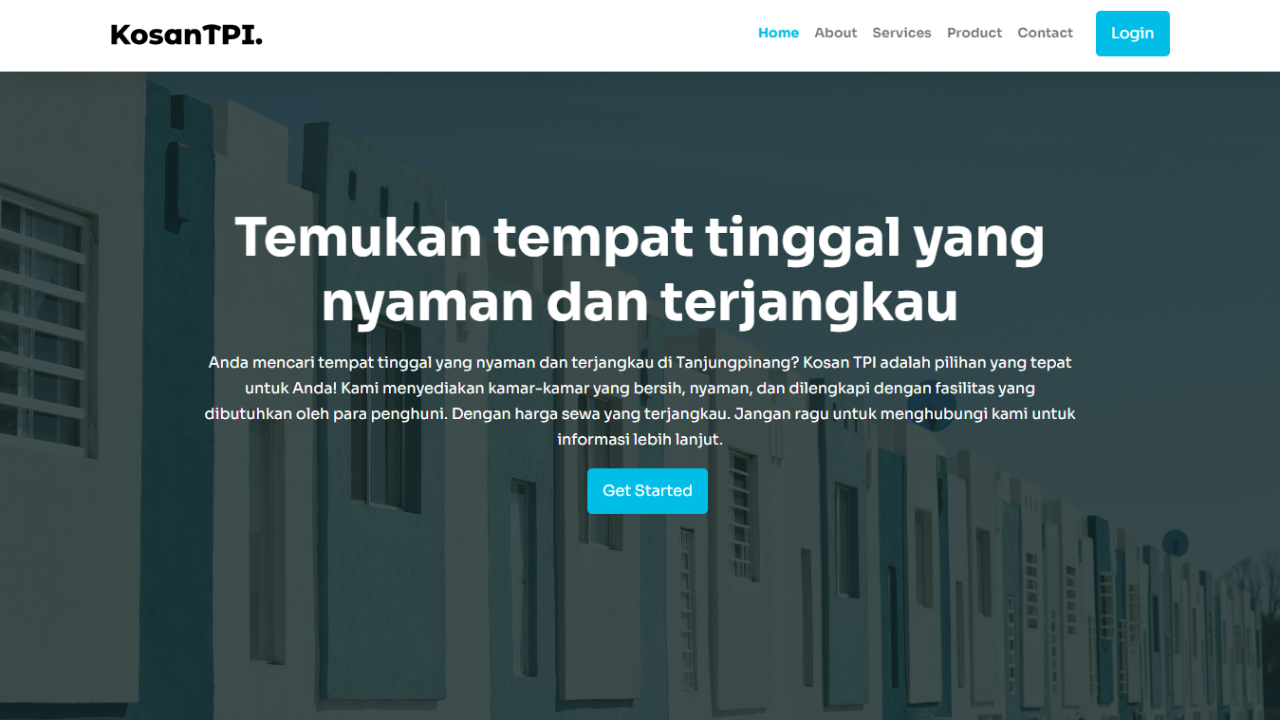 KosanTPI.
Home About Services Product Contact Login
Temukan tempat tinggal yang
nyaman dan terjangkau
Anda mencari tempat tinggal yang nyaman dan terjangkau di Tanjungpinang? Kosan TPI adalah pilihan yang tepat
untuk Anda! Kami menyediakan kamar-kamar yang bersih, nyaman, dan dilengkapi dengan fasilitas yang
dibutuhkan oleh para penghuni. Dengan harga sewa yang terjangkau. Jangan ragu untuk menghubungi kami untuk
informasi lebih lanjut.
Get Started